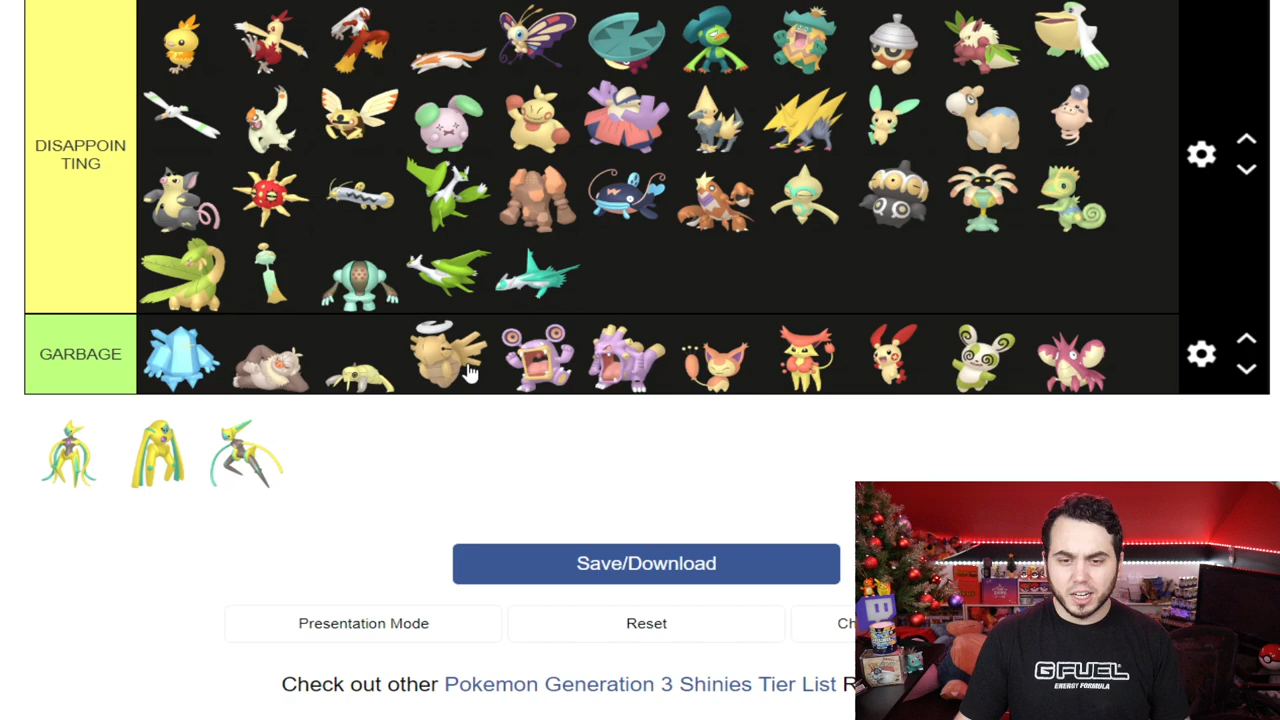 DISAPPOIN
TING
GARBAGE
Save/Download
Presentation Mode
Reset
Ch
Check out other Pokemon Generation 3 Shinies Tier List R
G FUEL
ENERGY FORMULA